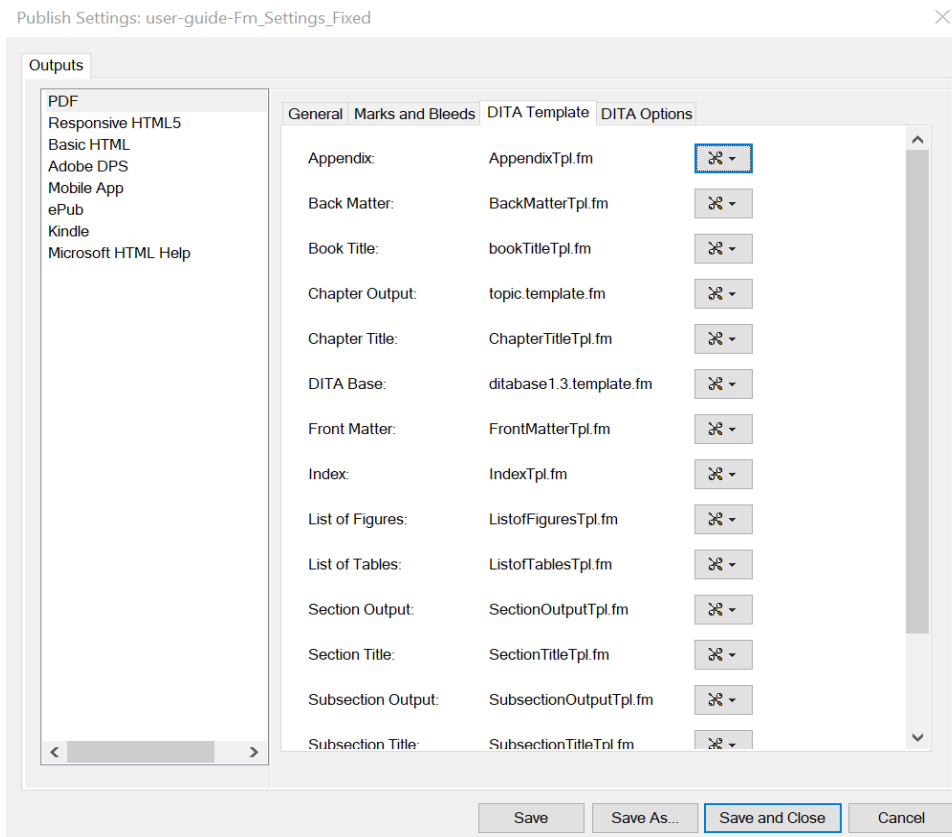 Publish Settings: user-guide-Fm_Settings_Fixed
Outputs
PDF
Responsive HTML5
Basic HTML
Adobe DPS
Mobile App
ePub
Kindle
Microsoft HTML Help
General Marks and Bleeds DITA Template DITA Options
Appendix: AppendixTpl.fm
Back Matter: BackMatterTpl.fm
Book Title: bookTitleTpl.fm
Chapter Output: topic.template.fm
Chapter Title: ChapterTitleTpl.fm
DITA Base: ditabase1.3.template.fm
Front Matter: FrontMatterTpl.fm
Index: IndexTpl.fm
List of Figures: ListofFiguresTpl.fm
List of Tables: ListofTablesTpl.fm
Section Output: SectionOutputTpl.fm
Section Title: SectionTitleTpl.fm
Subsection Output: SubsectionOutputTpl.fm
Subsection Title: SubsectionTitleTpl.fm
Save Save As... Save and Close Cancel